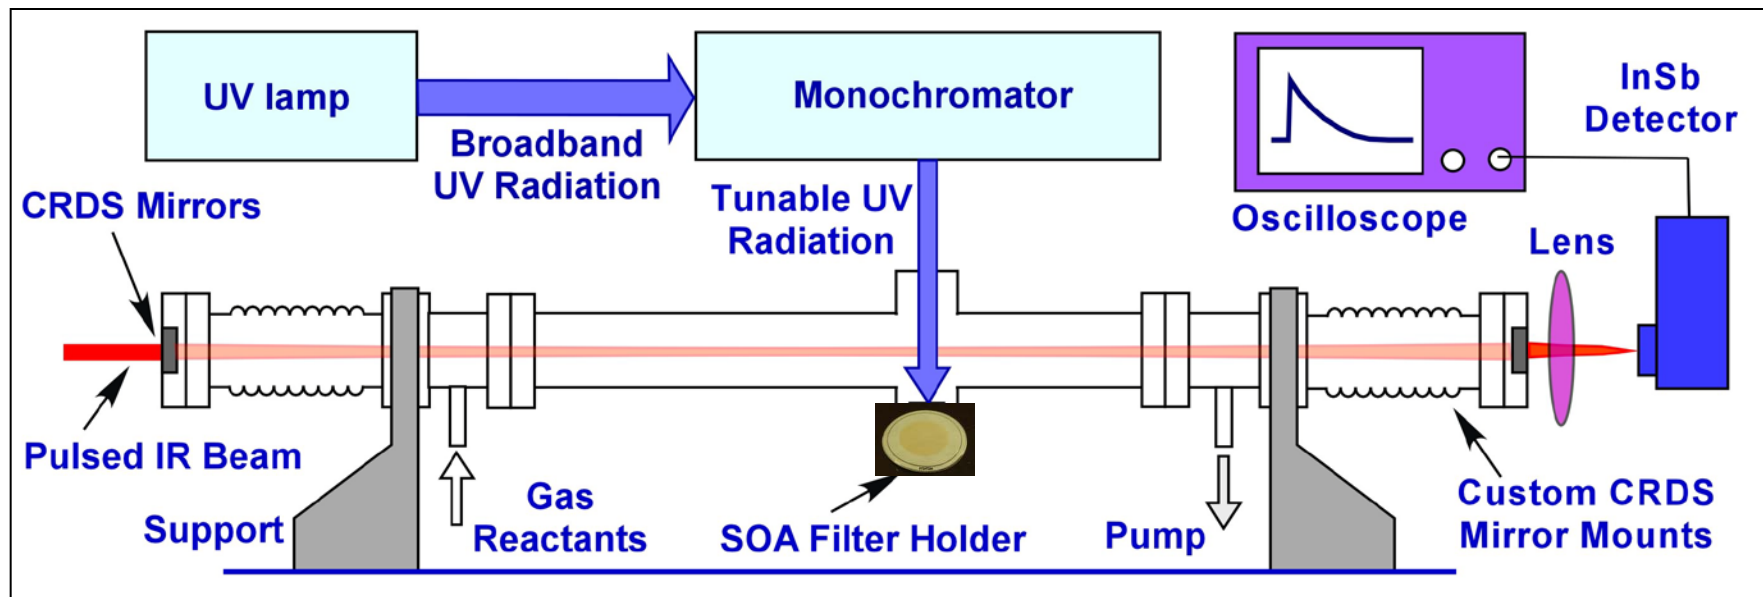 UV lamp
Broadband
UV Radiation
Monochromator
Tunable UV
Radiation
Oscilloscope
InSb
Detector
Lens
CRDS Mirrors
Pulsed IR Beam
Support
Gas
Reactants
SOA Filter Holder
Pump
Custom CRDS
Mirror Mounts